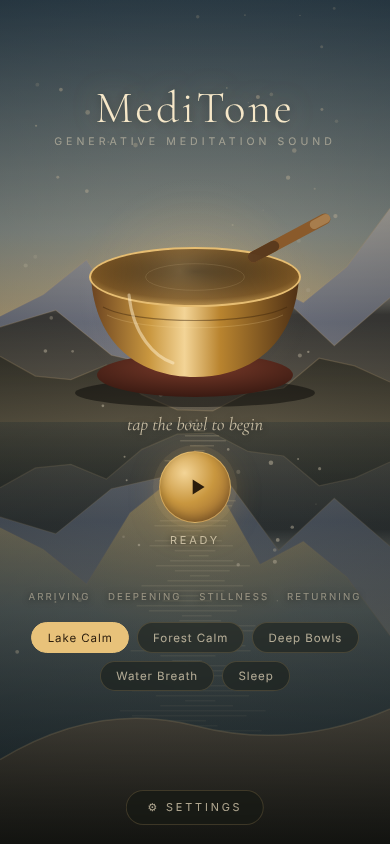 MediTone
GENERATIVE MEDITATION SOUND
tap the bowl to begin
READY
ARRIVING DEEPENING STILLNESS RETURNING
Lake Calm Forest Calm Deep Bowls
Water Breath Sleep
⚙ SETTINGS